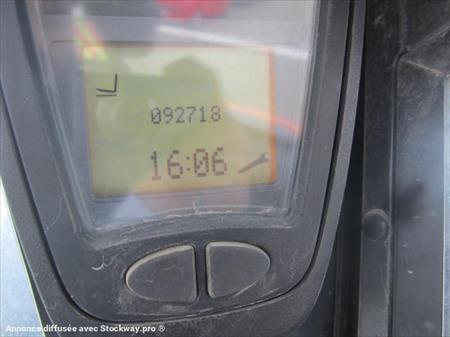 092718
16:06
Annonce diffusée avec Stockway.pro ®